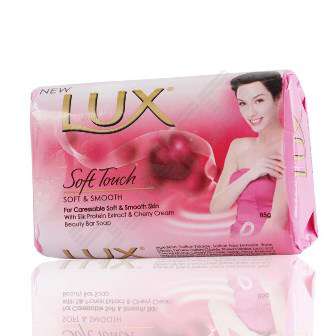 NEW
LUX
Soft Touch
SOFT & SMOOTH
For Caressable Soft & Smooth Skin
With Silk Protein Extract & Cherry Cream
Beauty Bar Soap
85g